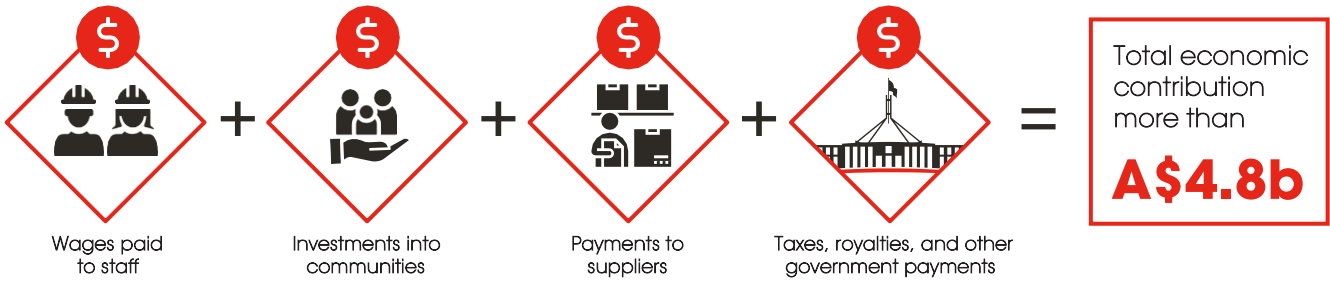 $
$
$
$
+
+
+
=
Wages paid
to staff
Investments into
communities
Payments to
suppliers
Taxes, royalties, and other
government payments
Total economic
contribution
more than
A$4.8b